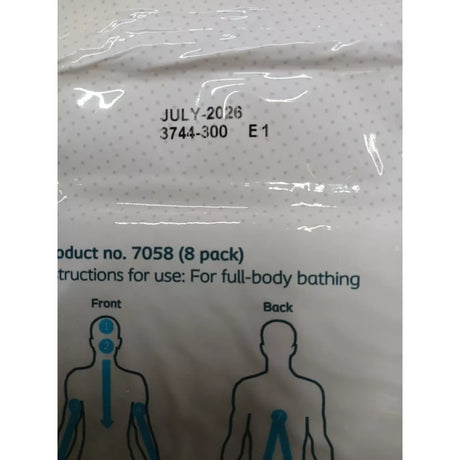 JULY-2026
3744-300 E1
oduct no. 7058 (8 pack)
tructions for use: For full-body bathing
Front
Back
1
2